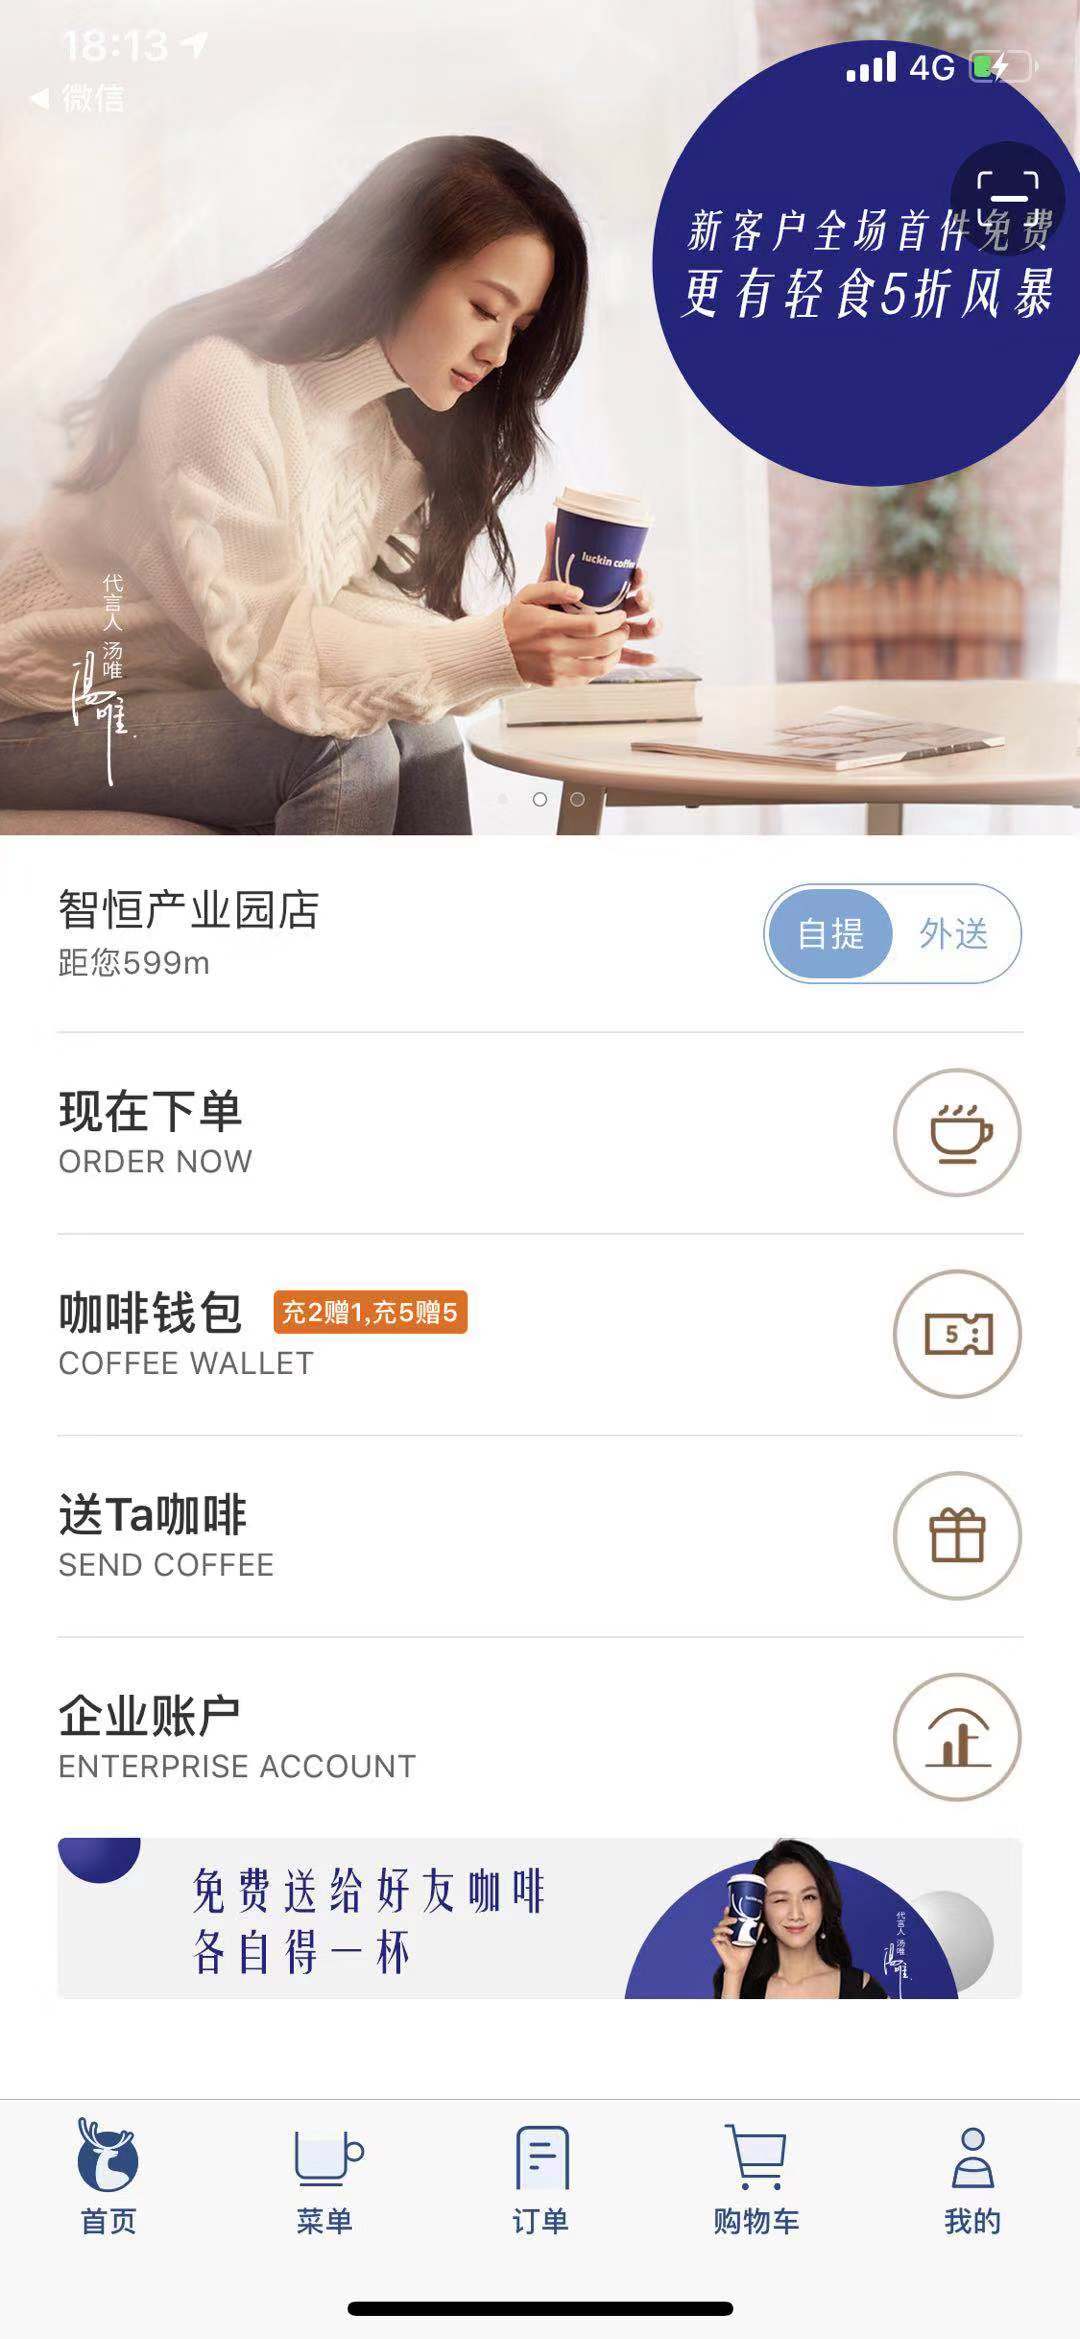 18:13
4G
微信
新客户全场首件免费
更有轻食5折风暴
luckin coffee
代言人 汤唯
汤唯
智恒产业园店
距您599m
自提
外送
现在下单
ORDER NOW
咖啡钱包
充2赠1,充5赠5
COFFEE WALLET
5
送Ta咖啡
SEND COFFEE
企业账户
ENTERPRISE ACCOUNT
免费送给好友咖啡
各自得一杯
代言人 汤唯
汤唯
首页
菜单
订单
购物车
我的